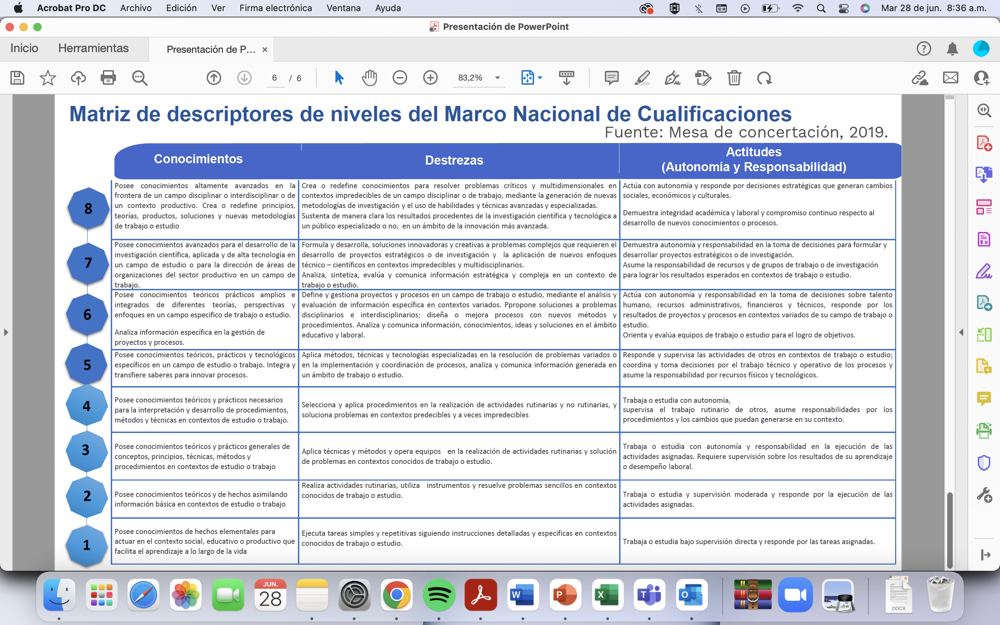 Acrobat Pro DC Archivo Edición Ver Firma electrónica Ventana Ayuda Mar 28 de jun. 8:36 a.m.
Presentación de PowerPoint
Inicio Herramientas Presentación de P... ×
6 / 6 83,2%
Matriz de descriptores de niveles del Marco Nacional de Cualificaciones
Fuente: Mesa de concertación, 2019.
Conocimientos
Destrezas
Actitudes
(Autonomía y Responsabilidad)
8
Posee conocimientos altamente avanzados en la
frontera de un campo disciplinar o interdisciplinar o de
un contexto productivo. Crea o redefine principios,
teorías, productos, soluciones y nuevas metodologías
de trabajo o estudio
Crea o redefine conocimientos para resolver problemas críticos y multidimensionales en
contextos impredecibles de un campo disciplinar o de trabajo, mediante la generación de nuevas
metodologías de investigación y el uso de habilidades y técnicas avanzadas y especializadas.
Sustenta de manera clara los resultados procedentes de la investigación científica y tecnológica a
un público especializado o no, en un ámbito de la innovación más avanzada.
Actúa con autonomía y responde por decisiones estratégicas que generan cambios
sociales, económicos y culturales.
Demuestra integridad académica y laboral y compromiso continuo respecto al
desarrollo de nuevos conocimientos o procesos.
7
Posee conocimientos avanzados para el desarrollo de la
investigación científica, aplicada y de alta tecnología en
un campo de estudio o para la dirección de áreas de
organizaciones del sector productivo en un campo de
trabajo.
Formula y desarrolla, soluciones innovadoras y creativas a problemas complejos que requieren el
desarrollo de proyectos estratégicos o de investigación y la aplicación de nuevos enfoques
técnico – científicos en contextos impredecibles y multidisciplinarios.
Analiza, sintetiza, evalúa y comunica información estratégica y compleja en un contexto de
trabajo o estudio.
Demuestra autonomía y responsabilidad en la toma de decisiones para formular y
desarrollar proyectos estratégicos o de investigación.
Asume la responsabilidad de recursos y de grupos de trabajo o de investigación
para lograr los resultados esperados en contextos de trabajo o estudio.
6
Posee conocimientos teóricos prácticos amplios e
integrados de diferentes teorías, perspectivas y
enfoques en un campo especifico de trabajo o estudio.
Analiza información específica en la gestión de
proyectos y procesos.
Define y gestiona proyectos y procesos en un campo de trabajo o estudio, mediante el análisis y
evaluación de información específica en contextos variados. Ppropone soluciones a problemas
disciplinarios e interdisciplinarios; diseña o mejora procesos con nuevos métodos y
procedimientos. Analiza y comunica información, conocimientos, ideas y soluciones en el ámbito
educativo y laboral.
Actúa con autonomía y responsabilidad en la toma de decisiones sobre talento
humano, recursos administrativos, financieros y técnicos, responde por los
resultados de proyectos y procesos en contextos variados de su campo de trabajo o
estudio.
Orienta y evalúa equipos de trabajo o estudio para el logro de objetivos.
5
Posee conocimientos teóricos, prácticos y tecnológicos
específicos en un campo de estudio o trabajo. Integra y
transfiere saberes para innovar procesos.
Aplica métodos, técnicas y tecnologías especializadas en la resolución de problemas variados o
en la implementación y coordinación de procesos, analiza y comunica información generada en
un ámbito de trabajo o estudio.
Responde y supervisa las actividades de otros en contextos de trabajo o estudio;
coordina y toma decisiones por el trabajo técnico y operativo de los procesos y
asume la responsabilidad por recursos físicos y tecnológicos.
4
Posee conocimientos teóricos y prácticos necesarios
para la interpretación y desarrollo de procedimientos,
métodos y técnicas en contextos de estudio o trabajo.
Selecciona y aplica procedimientos en la realización de actividades rutinarias y no rutinarias, y
soluciona problemas en contextos predecibles y a veces impredecibles
Trabaja o estudia con autonomía,
supervisa el trabajo rutinario de otros, asume responsabilidades por los
procedimientos y los cambios que puedan generarse en su contexto.
3
Posee conocimientos teóricos y prácticos generales de
conceptos, principios, técnicas, métodos y
procedimientos en contextos de estudio o trabajo
Aplica técnicas y métodos y opera equipos en la realización de actividades rutinarias y solución
de problemas en contextos conocidos de trabajo o estudio.
Trabaja o estudia con autonomía y responsabilidad en la ejecución de las
actividades asignadas. Requiere supervisión sobre los resultados de su aprendizaje
o desempeño laboral.
2
Posee conocimientos teóricos y de hechos asimilando
información básica en contextos de estudio o trabajo
Realiza actividades rutinarias, utiliza instrumentos y resuelve problemas sencillos en contextos
conocidos de trabajo o estudio.
Trabaja o estudia y supervisión moderada y responde por la ejecución de las
actividades asignadas.
1
Posee conocimientos de hechos elementales para
actuar en el contexto social, educativo o productivo que
facilita el aprendizaje a lo largo de la vida
Ejecuta tareas simples y repetitivas siguiendo instrucciones detalladas y especificas en contextos
conocidos de trabajo o estudio.
Trabaja o estudia bajo supervisión directa y responde por las tareas asignadas.
JUN.
28
W P X T O
DOCX